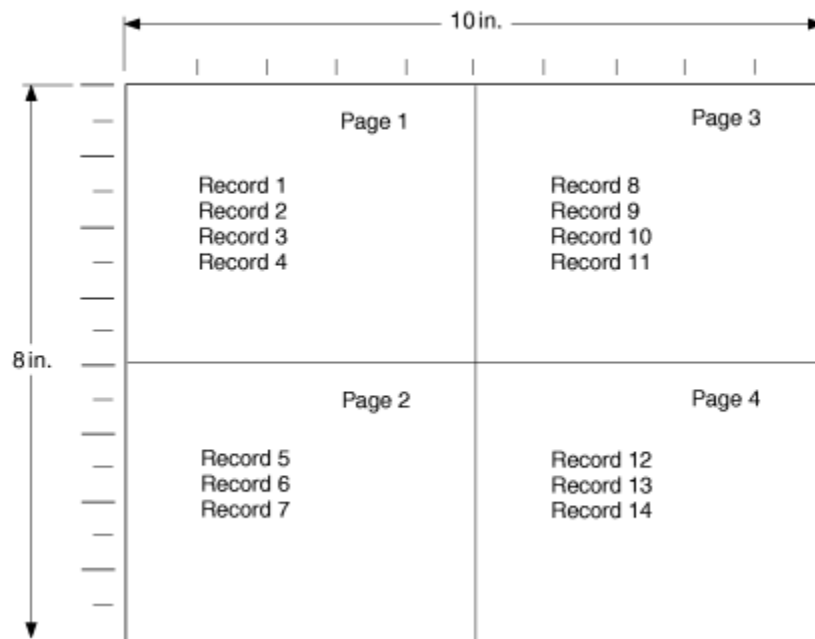 10 in.
Page 1
Record 1
Record 2
Record 3
Record 4
Page 3
Record 8
Record 9
Record 10
Record 11
8 in.
Page 2
Record 5
Record 6
Record 7
Page 4
Record 12
Record 13
Record 14